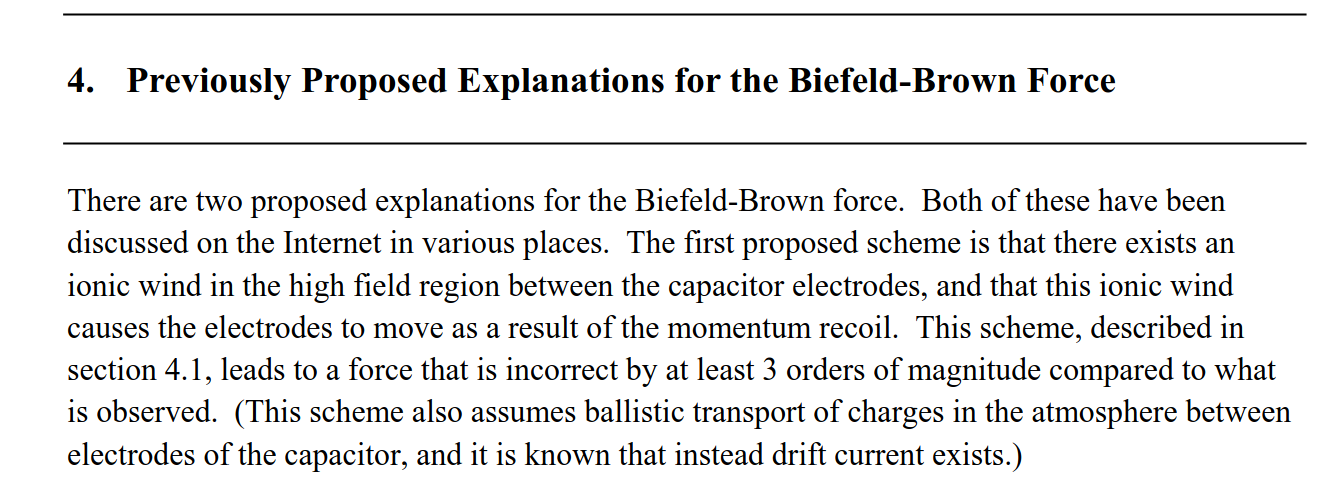 4. Previously Proposed Explanations for the Biefeld-Brown Force
There are two proposed explanations for the Biefeld-Brown force. Both of these have been
discussed on the Internet in various places. The first proposed scheme is that there exists an
ionic wind in the high field region between the capacitor electrodes, and that this ionic wind
causes the electrodes to move as a result of the momentum recoil. This scheme, described in
section 4.1, leads to a force that is incorrect by at least 3 orders of magnitude compared to what
is observed. (This scheme also assumes ballistic transport of charges in the atmosphere between
electrodes of the capacitor, and it is known that instead drift current exists.)